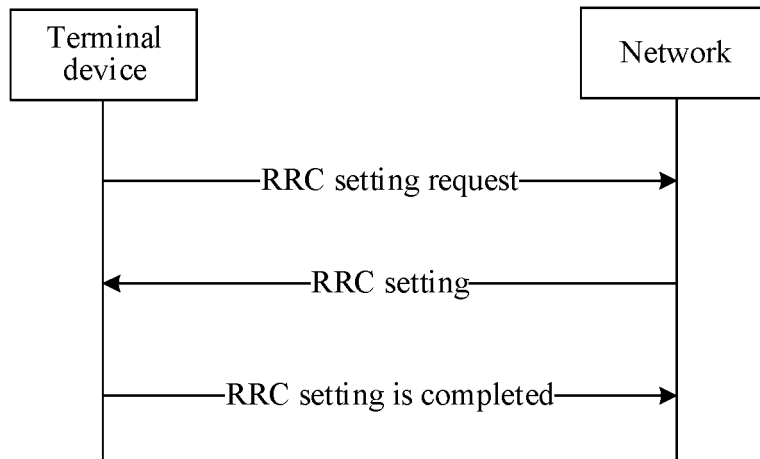 Terminal
device
Network
RRC setting request
RRC setting
RRC setting is completed